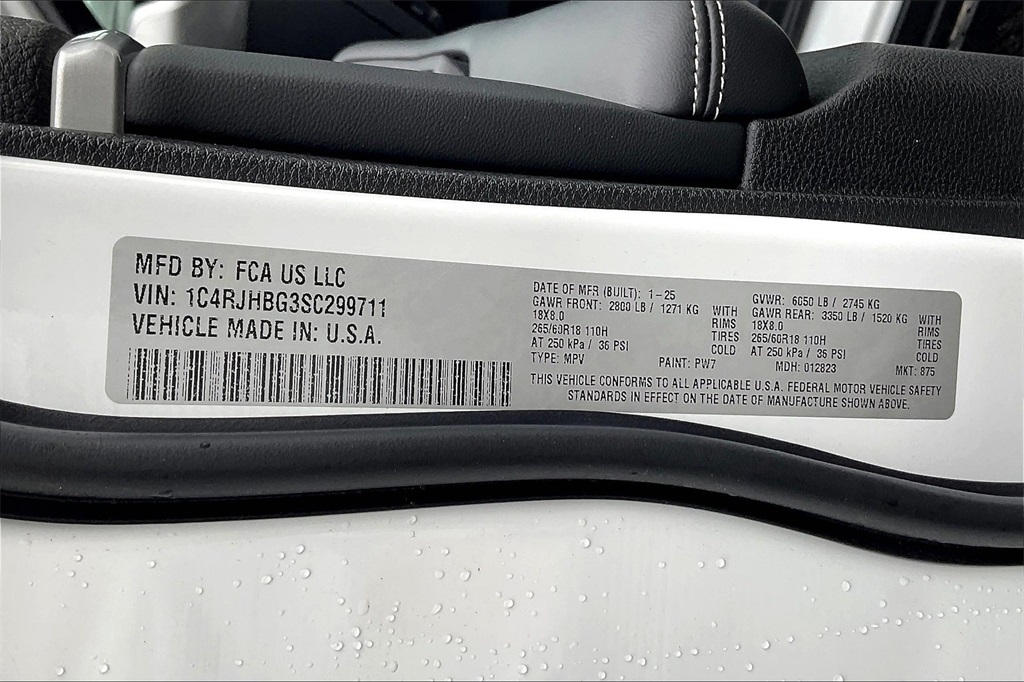 MFD BY: FCA US LLC
VIN: 1C4RJHBG3SC299711
VEHICLE MADE IN: U.S.A.
DATE OF MFR (BUILT): 1-25
GAWR FRONT: 2800 LB / 1271 KG WITH
18X8.0 RIMS
265/60R18 110H TIRES
AT 250 kPa / 36 PSI COLD
TYPE: MPV PAINT: PW7
GVWR: 6050 LB / 2745 KG
GAWR REAR: 3350 LB / 1520 KG WITH
18X8.0 RIMS
265/60R18 110H TIRES
AT 250 kPa / 36 PSI COLD
MDH: 012823 MKT: 875
THIS VEHICLE CONFORMS TO ALL APPLICABLE U.S.A. FEDERAL MOTOR VEHICLE SAFETY
STANDARDS IN EFFECT ON THE DATE OF MANUFACTURE SHOWN ABOVE.